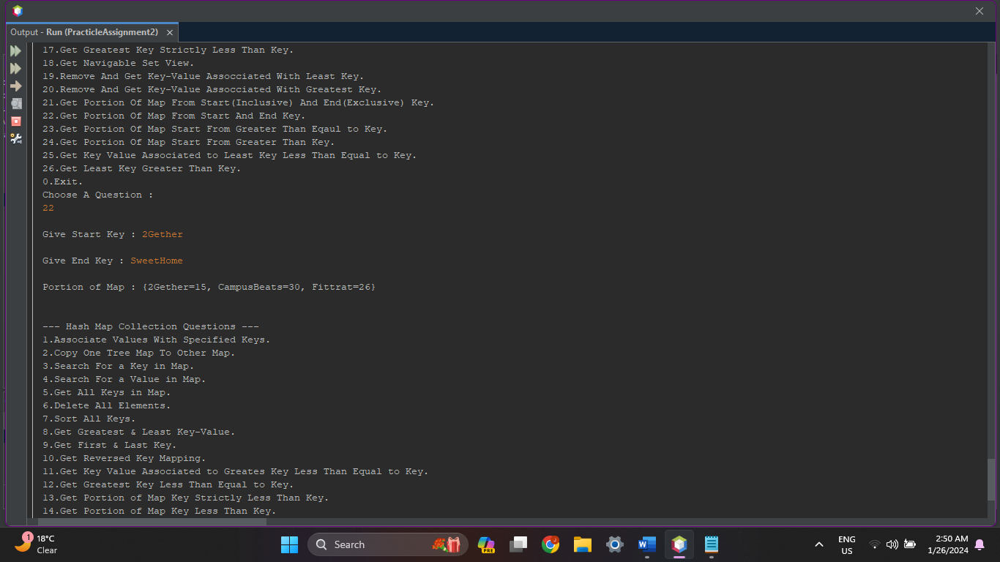 Output - Run (PracticleAssignment2)
17.Get Greatest Key Strictly Less Than Key.
18.Get Navigable Set View.
19.Remove And Get Key-Value Assocciated With Least Key.
20.Remove And Get Key-Value Assocciated With Greatest Key.
21.Get Portion Of Map From Start(Inclusive) And End(Exclusive) Key.
22.Get Portion Of Map From Start And End Key.
23.Get Portion Of Map Start From Greater Than Eqaul to Key.
24.Get Portion Of Map Start From Greater Than Key.
25.Get Key Value Associated to Least Key Less Than Equal to Key.
26.Get Least Key Greater Than Key.
0.Exit.
Choose A Question :
22
Give Start Key : 2Gether
Give End Key : SweetHome
Portion of Map : {2Gether=15, CampusBeats=30, Fittrat=26}
--- Hash Map Collection Questions ---
1.Associate Values With Specified Keys.
2.Copy One Tree Map To Other Map.
3.Search For a Key in Map.
4.Search For a Value in Map.
5.Get All Keys in Map.
6.Delete All Elements.
7.Sort All Keys.
8.Get Greatest & Least Key-Value.
9.Get First & Last Key.
10.Get Reversed Key Mapping.
11.Get Key Value Associated to Greates Key Less Than Equal to Key.
12.Get Greatest Key Less Than Equal to Key.
13.Get Portion of Map Key Strictly Less Than Key.
14.Get Portion of Map Key Less Than Key.
1
18°C
Clear
Search
PRE
ENG
US
2:50 AM
1/26/2024